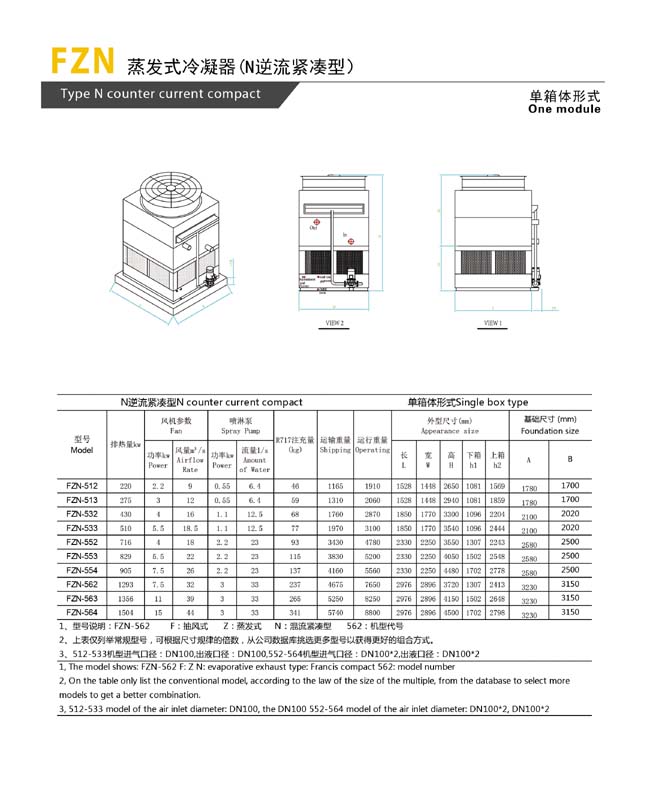 FZN 蒸发式冷凝器(N逆流紧凑型)
Type N counter current compact
单箱体形式
One module
Out
In
VIEW 2
VIEW 1
N逆流紧凑型N counter current compact 单箱体形式Single box type
型号 Model 排热量kw 风机参数 Fan 喷淋泵 Spray Pump R717注充量 (kg) 运输重量 Shipping 运行重量 Operating 外型尺寸(mm) Appearance size 基础尺寸 (mm) Foundation size
功率kw Power 风量m³/s Airflow Rate 功率kw Power 流量l/s Amount of Water 长 L 宽 W 高 H 下箱 h1 上箱 h2 A B
FZN-512 220 2.2 9 0.55 6.4 46 1165 1910 1528 1448 2650 1081 1569 1780 1700
FZN-513 275 3 12 0.55 6.4 59 1310 2060 1528 1448 2940 1081 1859 1780 1700
FZN-532 430 4 16 1.1 12.5 68 1760 2870 1850 1770 3300 1096 2204 2100 2020
FZN-533 510 5.5 18.5 1.1 12.5 77 1970 3100 1850 1770 3540 1096 2444 2100 2020
FZN-552 716 4 18 2.2 23 93 3430 4780 2330 2250 3550 1307 2243 2580 2500
FZN-553 829 5.5 22 2.2 23 115 3830 5200 2330 2250 4050 1502 2548 2580 2500
FZN-554 905 7.5 26 2.2 23 137 4160 5560 2330 2250 4480 1702 2778 2580 2500
FZN-562 1293 7.5 32 3 33 237 4675 7650 2976 2896 3720 1307 2413 3230 3150
FZN-563 1356 11 39 3 33 265 5250 8250 2976 2896 4150 1502 2648 3230 3150
FZN-564 1504 15 44 3 33 341 5740 8800 2976 2896 4500 1702 2798 3230 3150
1、型号说明：FZN-562 F：抽风式 Z：蒸发式 N：混流紧凑型 562：机型代号
2、上表仅列举常规型号，可根据尺寸规律的倍数，从公司数据库挑选更多型号以获得更好的组合方式。
3、512-533机型进气口径：DN100,出液口径：DN100,552-564机型进气口径：DN100*2,出液口径：DN100*2
1, The model shows: FZN-562 F: Z N: evaporative exhaust type: Francis compact 562: model number
2, On the table only list the conventional model, according to the law of the size of the multiple, from the database to select more
models to get a better combination.
3, 512-533 model of the air inlet diameter: DN100, the DN100 552-564 model of the air inlet diameter: DN100*2, DN100*2